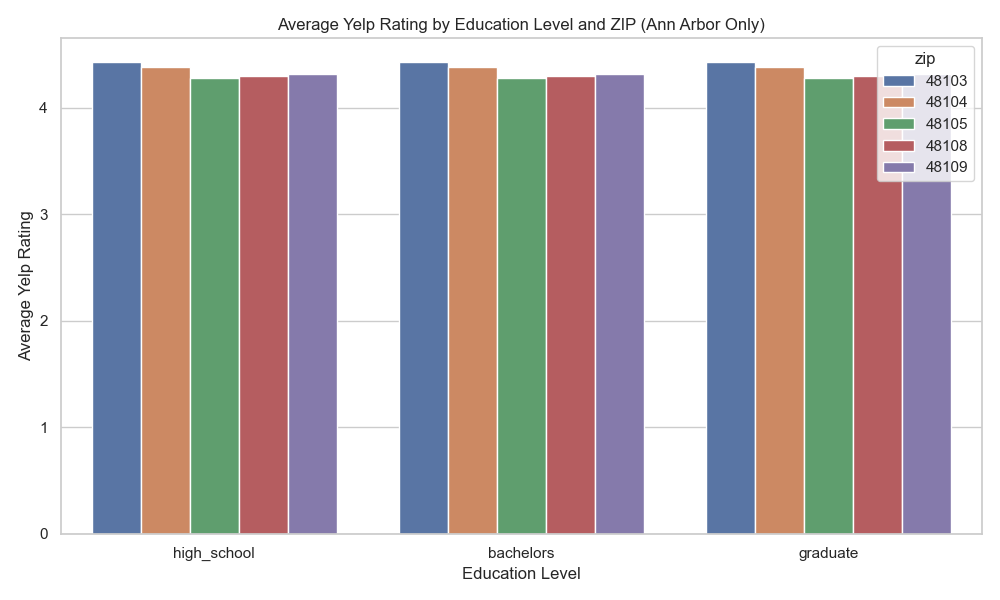 Average Yelp Rating by Education Level and ZIP (Ann Arbor Only)
zip
48103
48104
48105
48108
48109
4
3
2
1
0
Average Yelp Rating
high_school
bachelors
graduate
Education Level